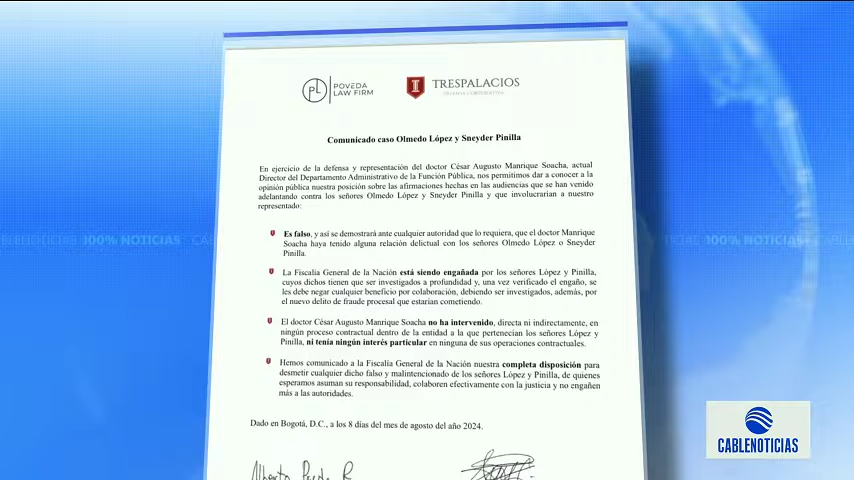 PL POVEDA
LAW FIRM
TRESPALACIOS
DEFENSA CORPORATIVA
Comunicado caso Olmedo López y Sneyder Pinilla
En ejercicio de la defensa y representación del doctor César Augusto Manrique Soacha, actual
Director del Departamento Administrativo de la Función Pública, nos permitimos dar a conocer a la
opinión pública nuestra posición sobre las afirmaciones hechas en las audiencias que se han venido
adelantando contra los señores Olmedo López y Sneyder Pinilla y que involucrarían a nuestro
representado:
Es falso, y así se demostrará ante cualquier autoridad que lo requiera, que el doctor Manrique
Soacha haya tenido alguna relación delictual con los señores Olmedo López o Sneyder
Pinilla.
La Fiscalía General de la Nación está siendo engañada por los señores López y Pinilla,
cuyos dichos tienen que ser investigados a profundidad y, una vez verificado el engaño, se
les debe negar cualquier beneficio por colaboración, debiendo ser investigados, además, por
el nuevo delito de fraude procesal que estarían cometiendo.
El doctor César Augusto Manrique Soacha no ha intervenido, directa ni indirectamente, en
ningún proceso contractual dentro de la entidad a la que pertenecían los señores López y
Pinilla, ni tenía ningún interés particular en ninguna de sus operaciones contractuales.
Hemos comunicado a la Fiscalía General de la Nación nuestra completa disposición para
desmetir cualquier dicho falso y malintencionado de los señores López y Pinilla, de quienes
esperamos asuman su responsabilidad, colaboren efectivamente con la justicia y no engañen
más a las autoridades.
Dado en Bogotá, D.C., a los 8 días del mes de agosto del año 2024.
CABLENOTICIAS
100% NOTICIAS
100% NOTICIAS
CABLENOTICIAS